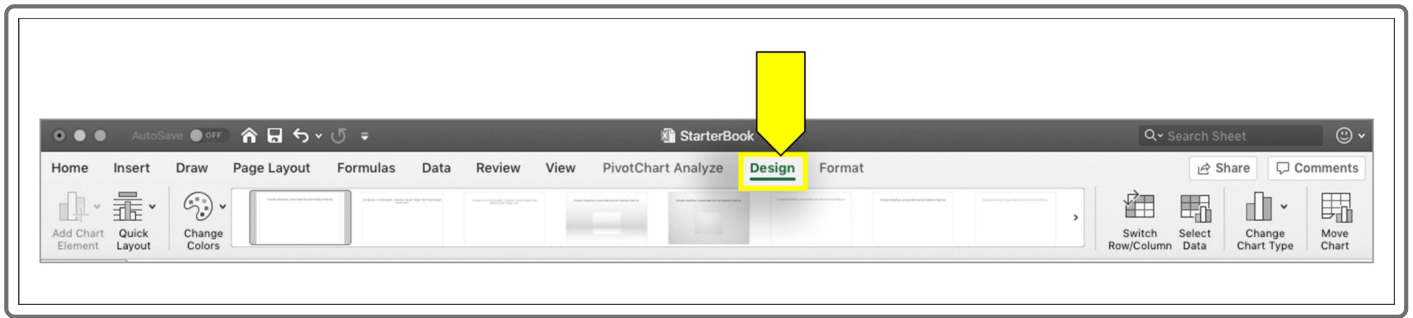 AutoSave OFF StarterBook Search Sheet
Home Insert Draw Page Layout Formulas Data Review View PivotChart Analyze Design Format Share Comments
Add Chart Quick Change Switch Select Change Move
Element Layout Colors Row/Column Data Chart Type Chart